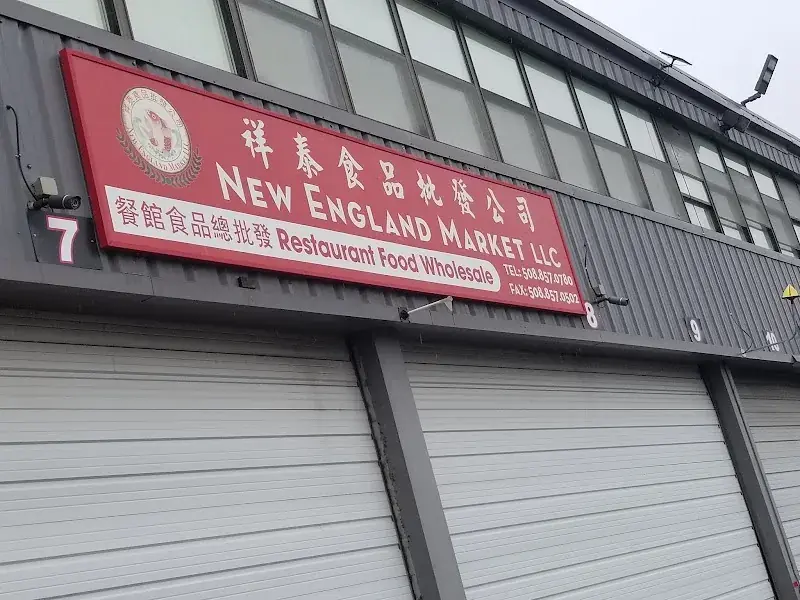 祥泰食品批發公司
NEW ENGLAND MARKET LLC
餐館食品總批發 Restaurant Food Wholesale
TEL: 508.857.0780
FAX: 508.857.0502
7
8
9
10